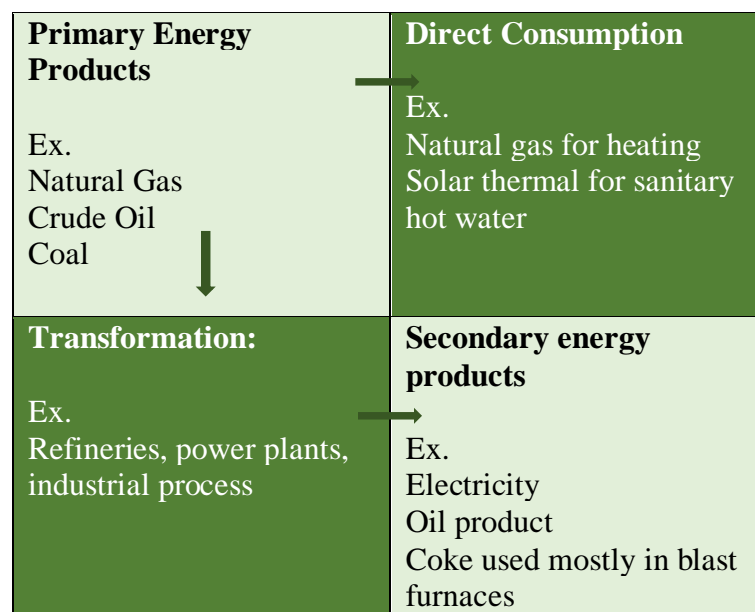 Primary Energy
Products
Ex.
Natural Gas
Crude Oil
Coal
Direct Consumption
Ex.
Natural gas for heating
Solar thermal for sanitary
hot water
Transformation:
Ex.
Refineries, power plants,
industrial process
Secondary energy
products
Ex.
Electricity
Oil product
Coke used mostly in blast
furnaces